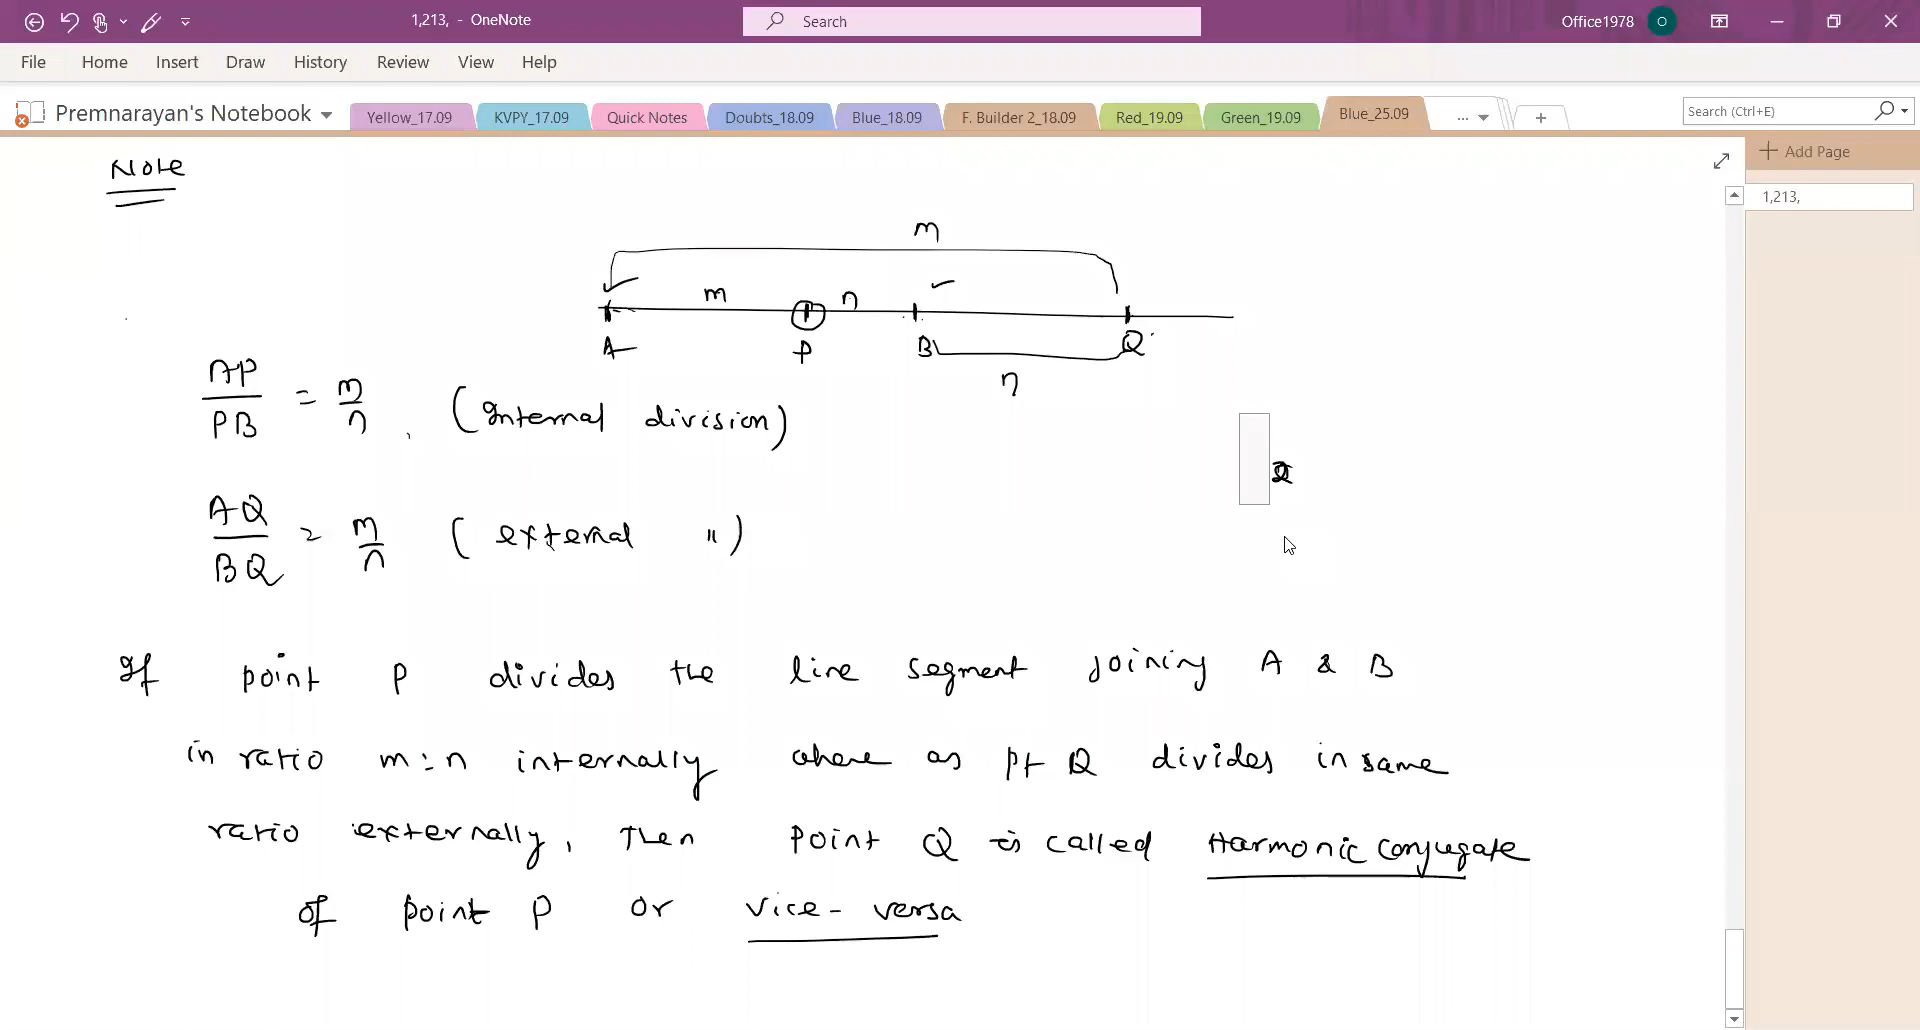 1,213, - OneNote
Search
Office1978
O
File Home Insert Draw History Review View Help
Premnarayan's Notebook
Yellow_17.09 KVPY_17.09 Quick Notes Doubts_18.09 Blue_18.09 F. Builder 2_18.09 Red_19.09 Green_19.09 Blue_25.09 ...
Search (Ctrl+E)
Add Page
1,213,
Note
m
m n
A P B Q
n
AP/PB = m/n (Internal division)
AQ/BQ = m/n (external ")
If point P divides the line segment joining A & B
in ratio m:n internally where as pt Q divides in same
ratio externally, then point Q is called Harmonic conjugate
of point P or vice-versa